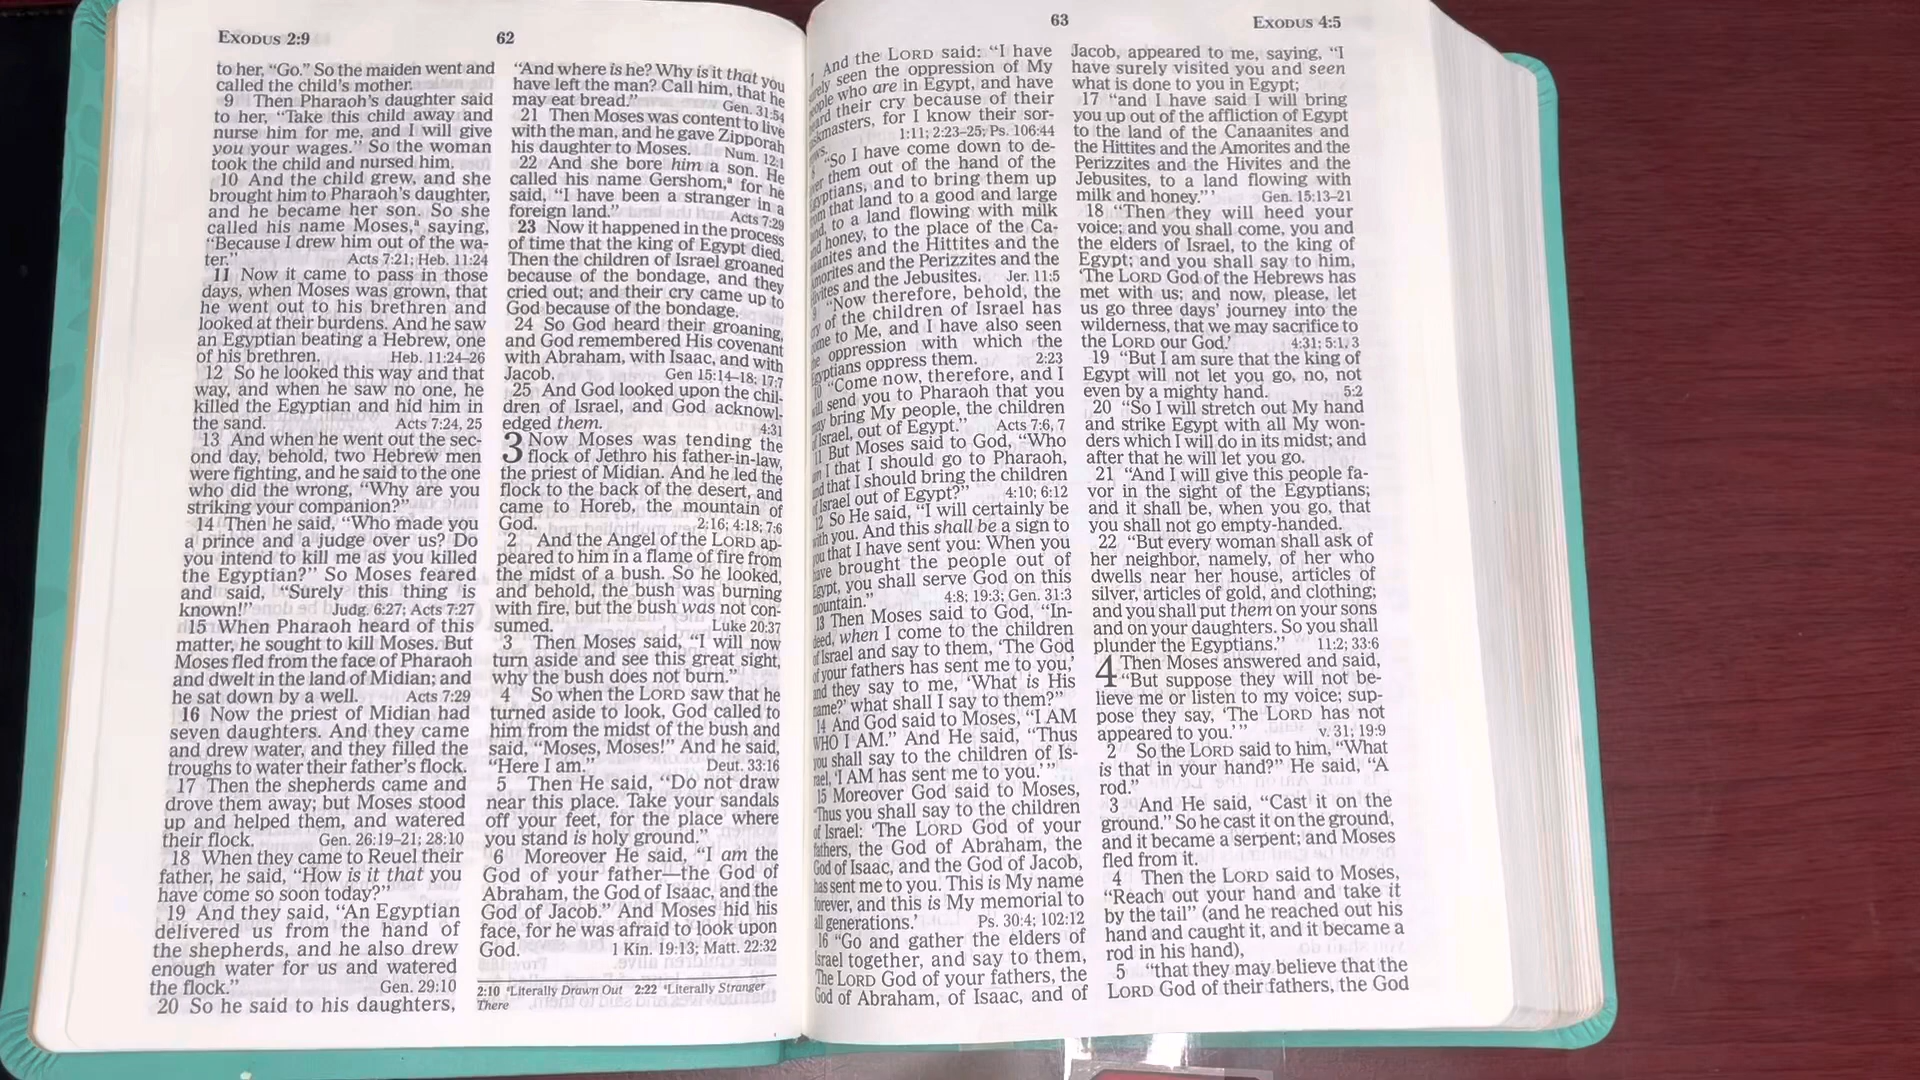 EXODUS 2:9
62
to her, “Go.” So the maiden went and
called the child’s mother.
9 Then Pharaoh’s daughter said
to her, “Take this child away and
nurse him for me, and I will give
you your wages.” So the woman
took the child and nursed him.
10 And the child grew, and she
brought him to Pharaoh’s daughter,
and he became her son. So she
called his name Moses,ª saying,
“Because I drew him out of the wa-
ter.” Acts 7:21; Heb. 11:24
11 Now it came to pass in those
days, when Moses was grown, that
he went out to his brethren and
looked at their burdens. And he saw
an Egyptian beating a Hebrew, one
of his brethren. Heb. 11:24–26
12 So he looked this way and that
way, and when he saw no one, he
killed the Egyptian and hid him in
the sand. Acts 7:24, 25
13 And when he went out the sec-
ond day, behold, two Hebrew men
were fighting, and he said to the one
who did the wrong, “Why are you
striking your companion?”
14 Then he said, “Who made you
a prince and a judge over us? Do
you intend to kill me as you killed
the Egyptian?” So Moses feared
and said, “Surely this thing is
known!” Judg. 6:27; Acts 7:27
15 When Pharaoh heard of this
matter, he sought to kill Moses. But
Moses fled from the face of Pharaoh
and dwelt in the land of Midian; and
he sat down by a well. Acts 7:29
16 Now the priest of Midian had
seven daughters. And they came
and drew water, and they filled the
troughs to water their father’s flock.
17 Then the shepherds came and
drove them away; but Moses stood
up and helped them, and watered
their flock. Gen. 26:19–21; 28:10
18 When they came to Reuel their
father, he said, “How is it that you
have come so soon today?”
19 And they said, “An Egyptian
delivered us from the hand of
the shepherds, and he also drew
enough water for us and watered
the flock.” Gen. 29:10
20 So he said to his daughters,
“And where is he? Why is it that you
have left the man? Call him, that he
may eat bread.” Gen. 31:54
21 Then Moses was content to live
with the man, and he gave Zipporah
his daughter to Moses. Num. 12:1
22 And she bore him a son. He
called his name Gershom,ª for he
said, “I have been a stranger in a
foreign land.” Acts 7:29
23 Now it happened in the process
of time that the king of Egypt died.
Then the children of Israel groaned
because of the bondage, and they
cried out; and their cry came up to
God because of the bondage.
24 So God heard their groaning,
and God remembered His covenant
with Abraham, with Isaac, and with
Jacob. Gen 15:14–18; 17:7
25 And God looked upon the chil-
dren of Israel, and God acknowl-
edged them. 4:31
3 Now Moses was tending the
flock of Jethro his father-in-law,
the priest of Midian. And he led the
flock to the back of the desert, and
came to Horeb, the mountain of
God. 2:16; 4:18; 7:6
2 And the Angel of the LORD ap-
peared to him in a flame of fire from
the midst of a bush. So he looked,
and behold, the bush was burning
with fire, but the bush was not con-
sumed. Luke 20:37
3 Then Moses said, “I will now
turn aside and see this great sight,
why the bush does not burn.”
4 So when the LORD saw that he
turned aside to look, God called to
him from the midst of the bush and
said, “Moses, Moses!” And he said,
“Here I am.” Deut. 33:16
5 Then He said, “Do not draw
near this place. Take your sandals
off your feet, for the place where
you stand is holy ground.”
6 Moreover He said, “I am the
God of your father—the God of
Abraham, the God of Isaac, and the
God of Jacob.” And Moses hid his
face, for he was afraid to look upon
God. 1 Kin. 19:13; Matt. 22:32
2:10 ªLiterally Drawn Out 2:22 ªLiterally Stranger
There
63
EXODUS 4:5
7 And the LORD said: “I have
surely seen the oppression of My
people who are in Egypt, and have
heard their cry because of their
taskmasters, for I know their sor-
rows. 1:11; 2:23–25; Ps. 106:44
8 “So I have come down to de-
liver them out of the hand of the
Egyptians, and to bring them up
from that land to a good and large
land, to a land flowing with milk
and honey, to the place of the Ca-
naanites and the Hittites and the
Amorites and the Perizzites and the
Hivites and the Jebusites. Jer. 11:5
9 “Now therefore, behold, the
cry of the children of Israel has
come to Me, and I have also seen
the oppression with which the
Egyptians oppress them. 2:23
10 “Come now, therefore, and I
will send you to Pharaoh that you
may bring My people, the children
of Israel, out of Egypt.” Acts 7:6, 7
11 But Moses said to God, “Who
am I that I should go to Pharaoh,
and that I should bring the children
of Israel out of Egypt?” 4:10; 6:12
12 So He said, “I will certainly be
with you. And this shall be a sign to
you that I have sent you: When you
have brought the people out of
Egypt, you shall serve God on this
mountain.” 4:8; 19:3; Gen. 31:3
13 Then Moses said to God, “In-
deed, when I come to the children
of Israel and say to them, ‘The God
of your fathers has sent me to you,’
and they say to me, ‘What is His
name?’ what shall I say to them?”
14 And God said to Moses, “I AM
WHO I AM.” And He said, “Thus
you shall say to the children of Is-
rael, ‘I AM has sent me to you.’ ”
15 Moreover God said to Moses,
“Thus you shall say to the children
of Israel: ‘The LORD God of your
fathers, the God of Abraham, the
God of Isaac, and the God of Jacob,
has sent me to you. This is My name
forever, and this is My memorial to
all generations.’ Ps. 30:4; 102:12
16 “Go and gather the elders of
Israel together, and say to them,
‘The LORD God of your fathers, the
God of Abraham, of Isaac, and of
Jacob, appeared to me, saying, “I
have surely visited you and seen
what is done to you in Egypt;
17 “and I have said I will bring
you up out of the affliction of Egypt
to the land of the Canaanites and
the Hittites and the Amorites and the
Perizzites and the Hivites and the
Jebusites, to a land flowing with
milk and honey.” ’ Gen. 15:13–21
18 “Then they will heed your
voice; and you shall come, you and
the elders of Israel, to the king of
Egypt; and you shall say to him,
‘The LORD God of the Hebrews has
met with us; and now, please, let
us go three days’ journey into the
wilderness, that we may sacrifice to
the LORD our God.’ 4:31; 5:1, 3
19 “But I am sure that the king of
Egypt will not let you go, no, not
even by a mighty hand. 5:2
20 “So I will stretch out My hand
and strike Egypt with all My won-
ders which I will do in its midst; and
after that he will let you go.
21 “And I will give this people fa-
vor in the sight of the Egyptians;
and it shall be, when you go, that
you shall not go empty-handed.
22 “But every woman shall ask of
her neighbor, namely, of her who
dwells near her house, articles of
silver, articles of gold, and clothing;
and you shall put them on your sons
and on your daughters. So you shall
plunder the Egyptians.” 11:2; 33:6
4 Then Moses answered and said,
“But suppose they will not be-
lieve me or listen to my voice; sup-
pose they say, ‘The LORD has not
appeared to you.’ ” v. 31; 19:9
2 So the LORD said to him, “What
is that in your hand?” He said, “A
rod.”
3 And He said, “Cast it on the
ground.” So he cast it on the ground,
and it became a serpent; and Moses
fled from it.
4 Then the LORD said to Moses,
“Reach out your hand and take it
by the tail” (and he reached out his
hand and caught it, and it became a
rod in his hand),
5 “that they may believe that the
LORD God of their fathers, the God